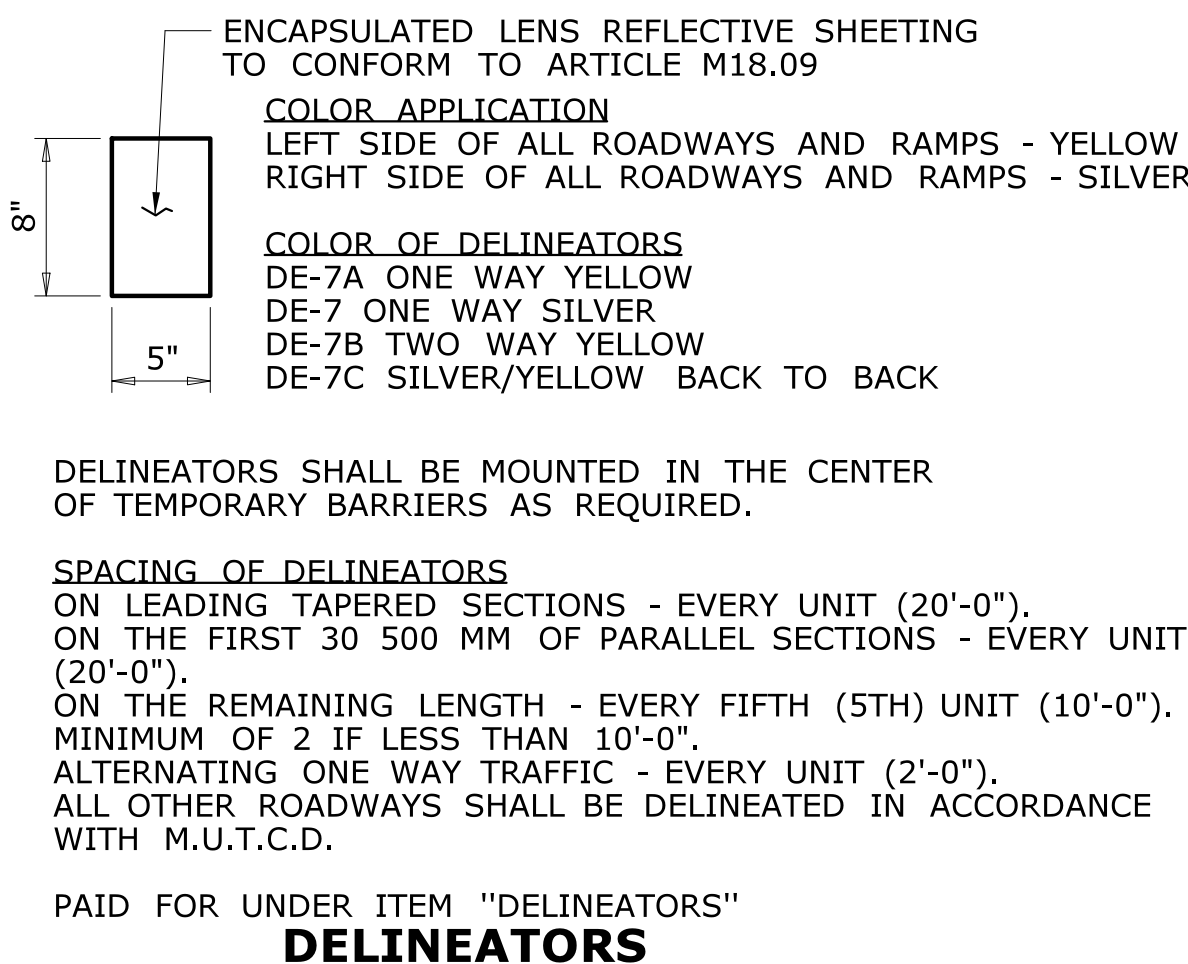 ENCAPSULATED LENS REFLECTIVE SHEETING
TO CONFORM TO ARTICLE M18.09
COLOR APPLICATION
LEFT SIDE OF ALL ROADWAYS AND RAMPS - YELLOW
RIGHT SIDE OF ALL ROADWAYS AND RAMPS - SILVER
8"
5"
COLOR OF DELINEATORS
DE-7A ONE WAY YELLOW
DE-7 ONE WAY SILVER
DE-7B TWO WAY YELLOW
DE-7C SILVER/YELLOW BACK TO BACK
DELINEATORS SHALL BE MOUNTED IN THE CENTER
OF TEMPORARY BARRIERS AS REQUIRED.
SPACING OF DELINEATORS
ON LEADING TAPERED SECTIONS - EVERY UNIT (20'-0").
ON THE FIRST 30 500 MM OF PARALLEL SECTIONS - EVERY UNIT
(20'-0").
ON THE REMAINING LENGTH - EVERY FIFTH (5TH) UNIT (10'-0").
MINIMUM OF 2 IF LESS THAN 10'-0".
ALTERNATING ONE WAY TRAFFIC - EVERY UNIT (2'-0").
ALL OTHER ROADWAYS SHALL BE DELINEATED IN ACCORDANCE
WITH M.U.T.C.D.
PAID FOR UNDER ITEM "DELINEATORS"
DELINEATORS